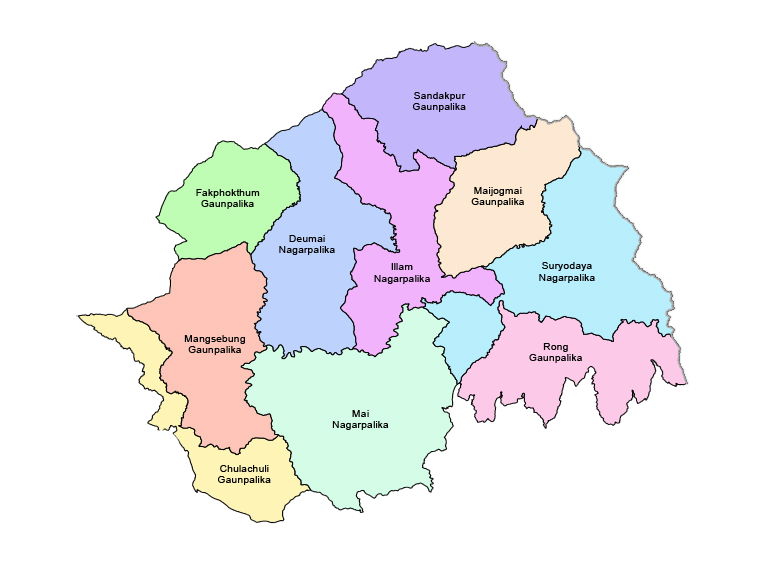 Sandakpur
Gaunpalika
Fakphokthum
Gaunpalika
Maijogmai
Gaunpalika
Deumai
Nagarpalika
Illam
Nagarpalika
Suryodaya
Nagarpalika
Mangsebung
Gaunpalika
Rong
Gaunpalika
Mai
Nagarpalika
Chulachuli
Gaunpalika